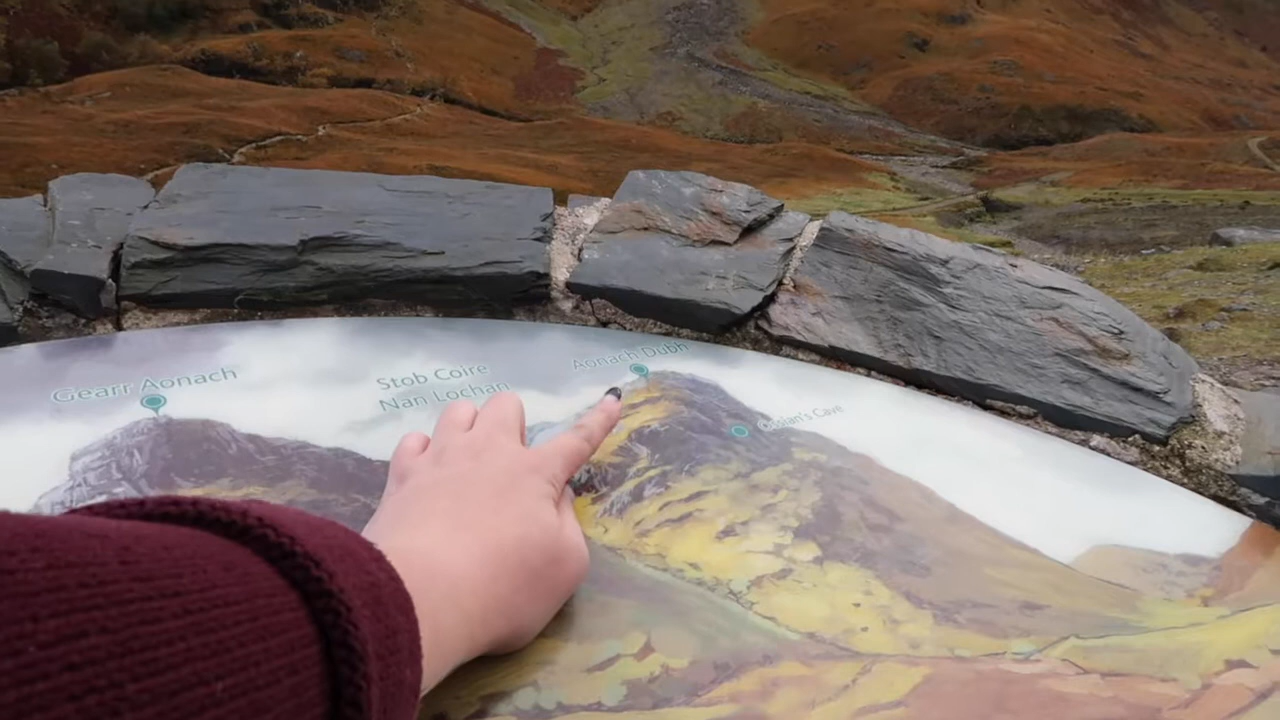 Gearr Aonach
Stob Coire
Nan Lochan
Aonach Dubh
Ossian's Cave